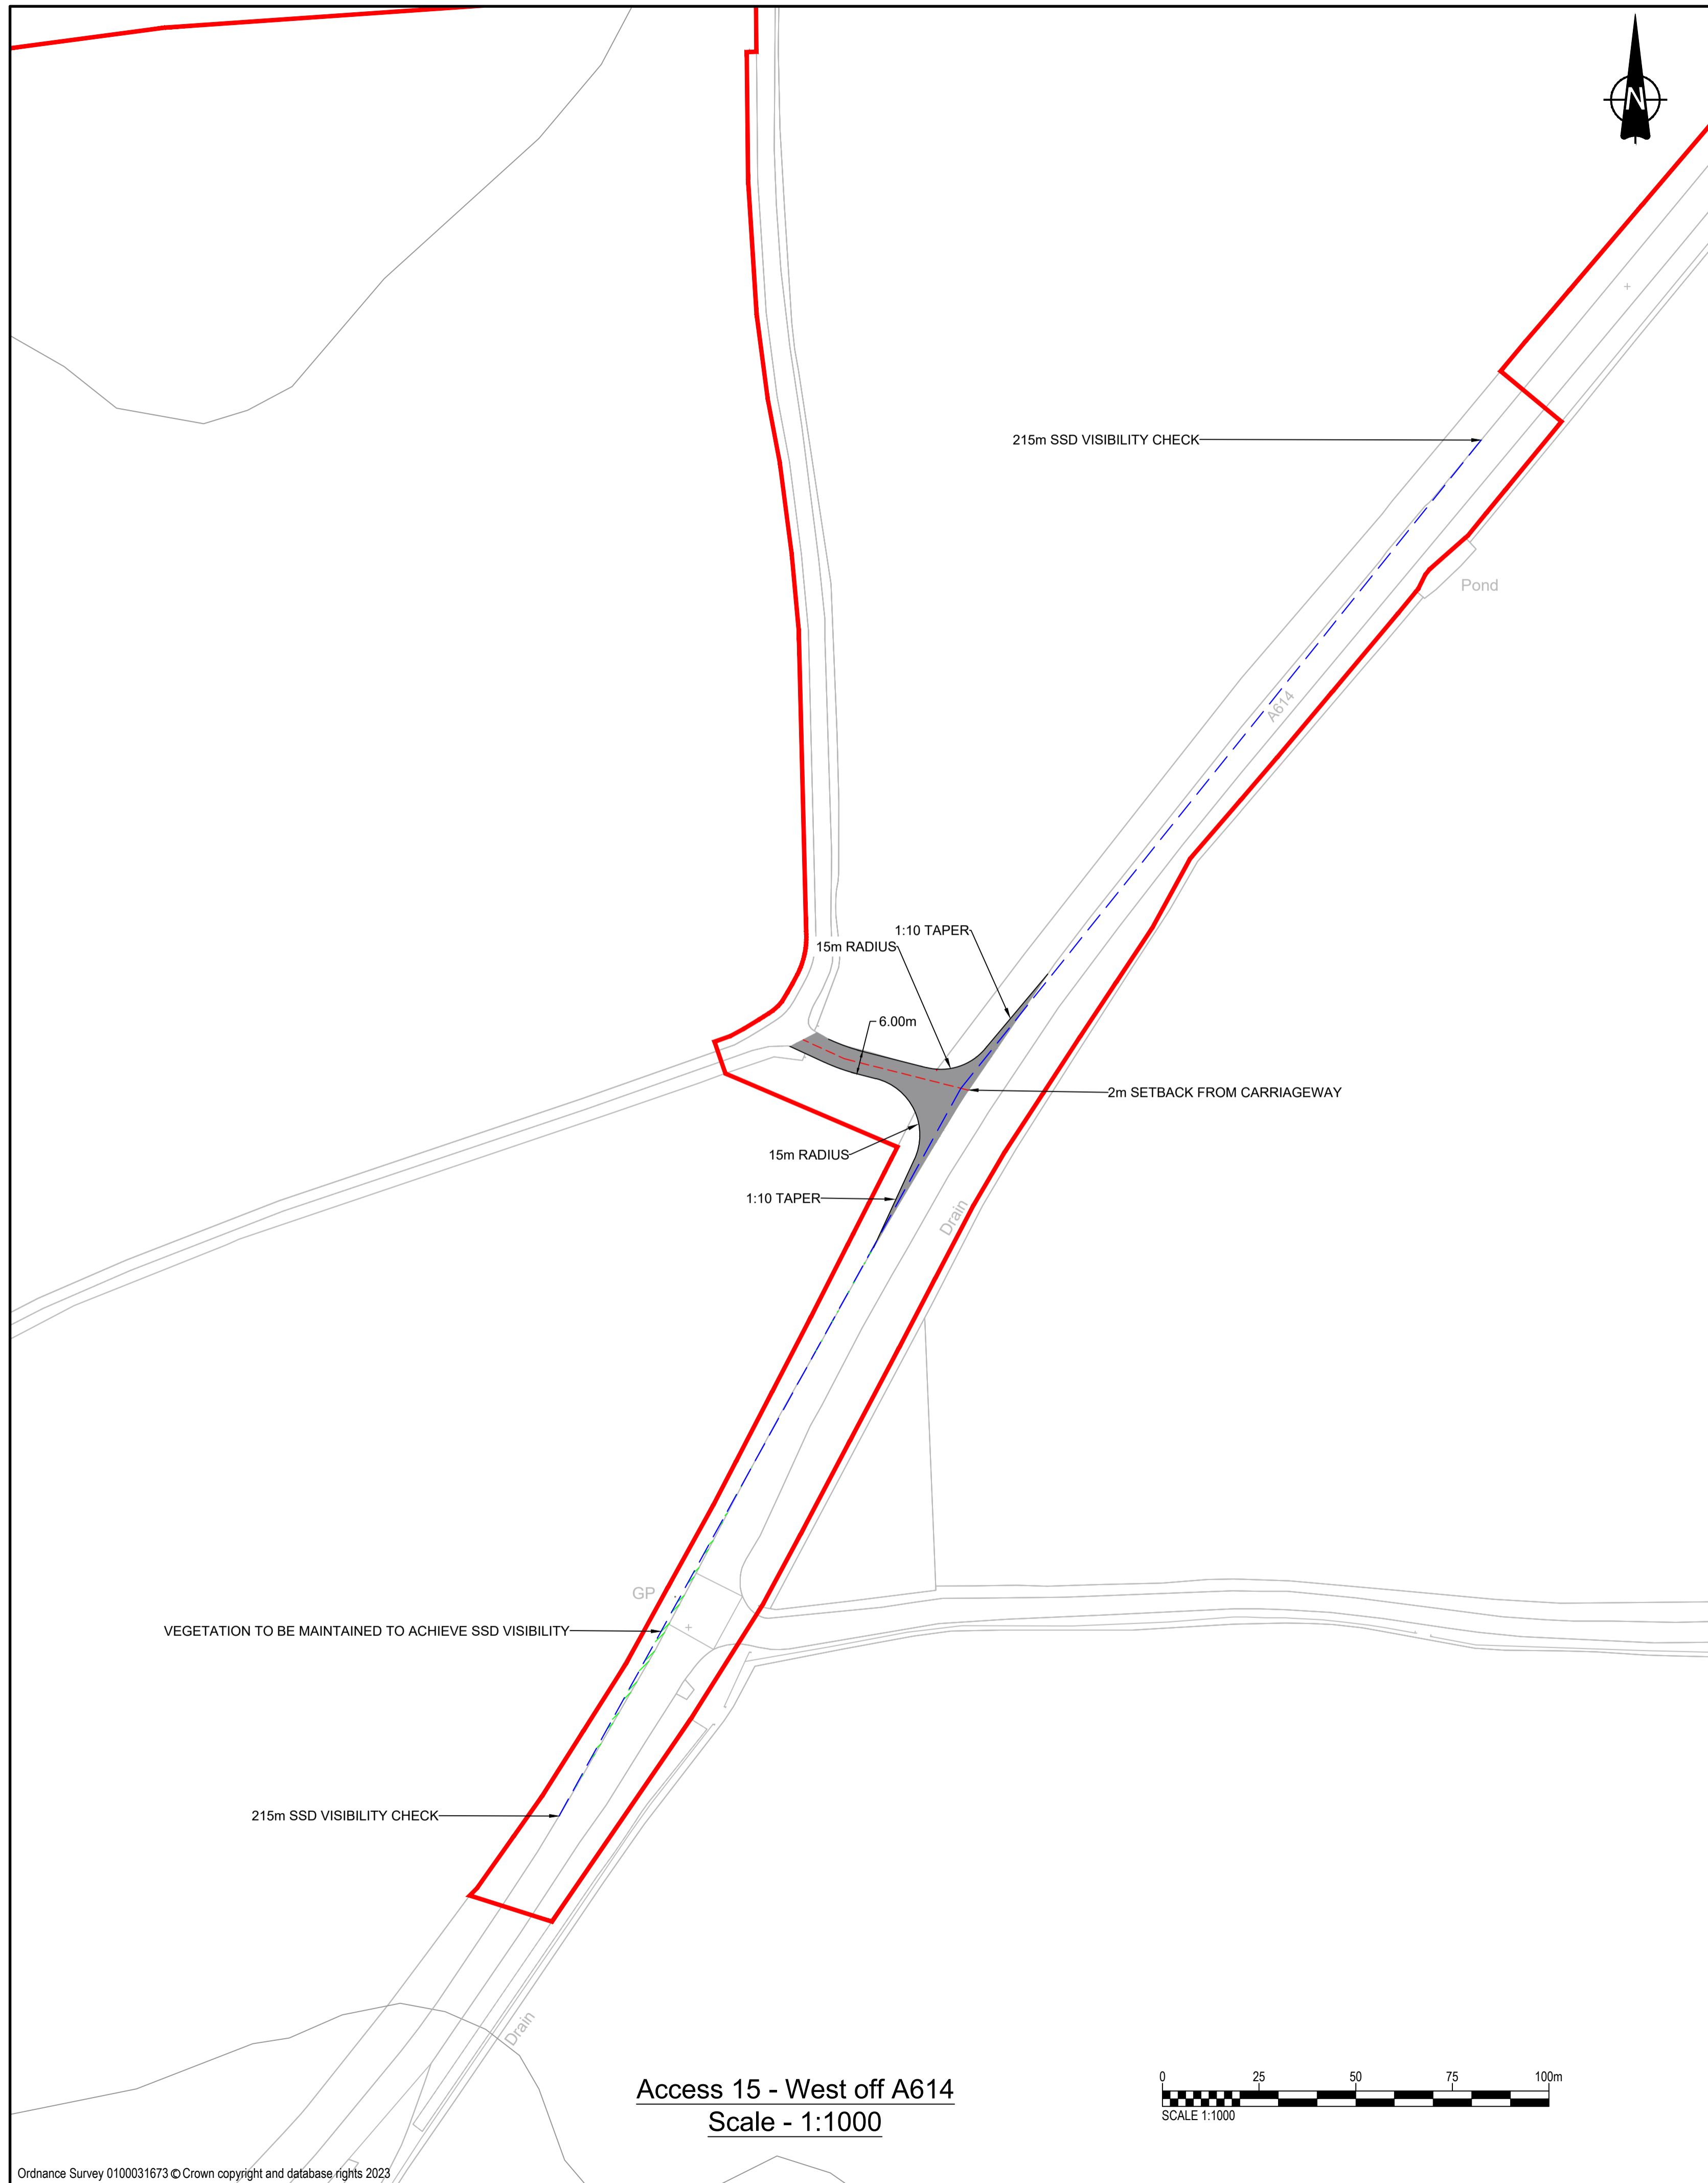 N
215m SSD VISIBILITY CHECK
Pond
A614
1:10 TAPER
15m RADIUS
6.00m
2m SETBACK FROM CARRIAGEWAY
15m RADIUS
1:10 TAPER
Drain
GP
VEGETATION TO BE MAINTAINED TO ACHIEVE SSD VISIBILITY
215m SSD VISIBILITY CHECK
Drain
Access 15 - West off A614
Scale - 1:1000
0 25 50 75 100m
SCALE 1:1000
Ordnance Survey 0100031673 © Crown copyright and database rights 2023